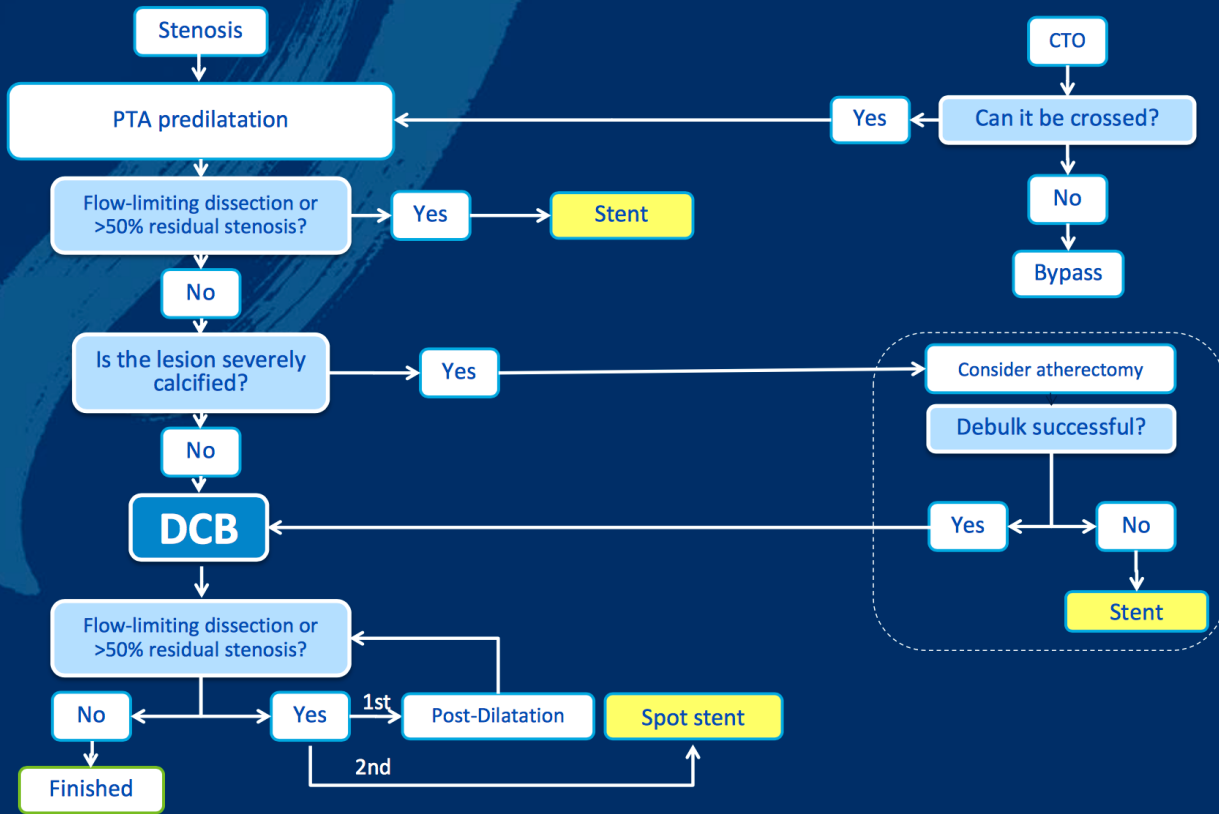 Stenosis
CTO
PTA predilatation
Yes
Can it be crossed?
Flow-limiting dissection or
>50% residual stenosis?
Yes
Stent
No
Bypass
No
Is the lesion severely
calcified?
Yes
Consider atherectomy
Debulk successful?
No
DCB
Yes
No
Stent
Flow-limiting dissection or
>50% residual stenosis?
No
Yes
1st
Post-Dilatation
Spot stent
2nd
Finished